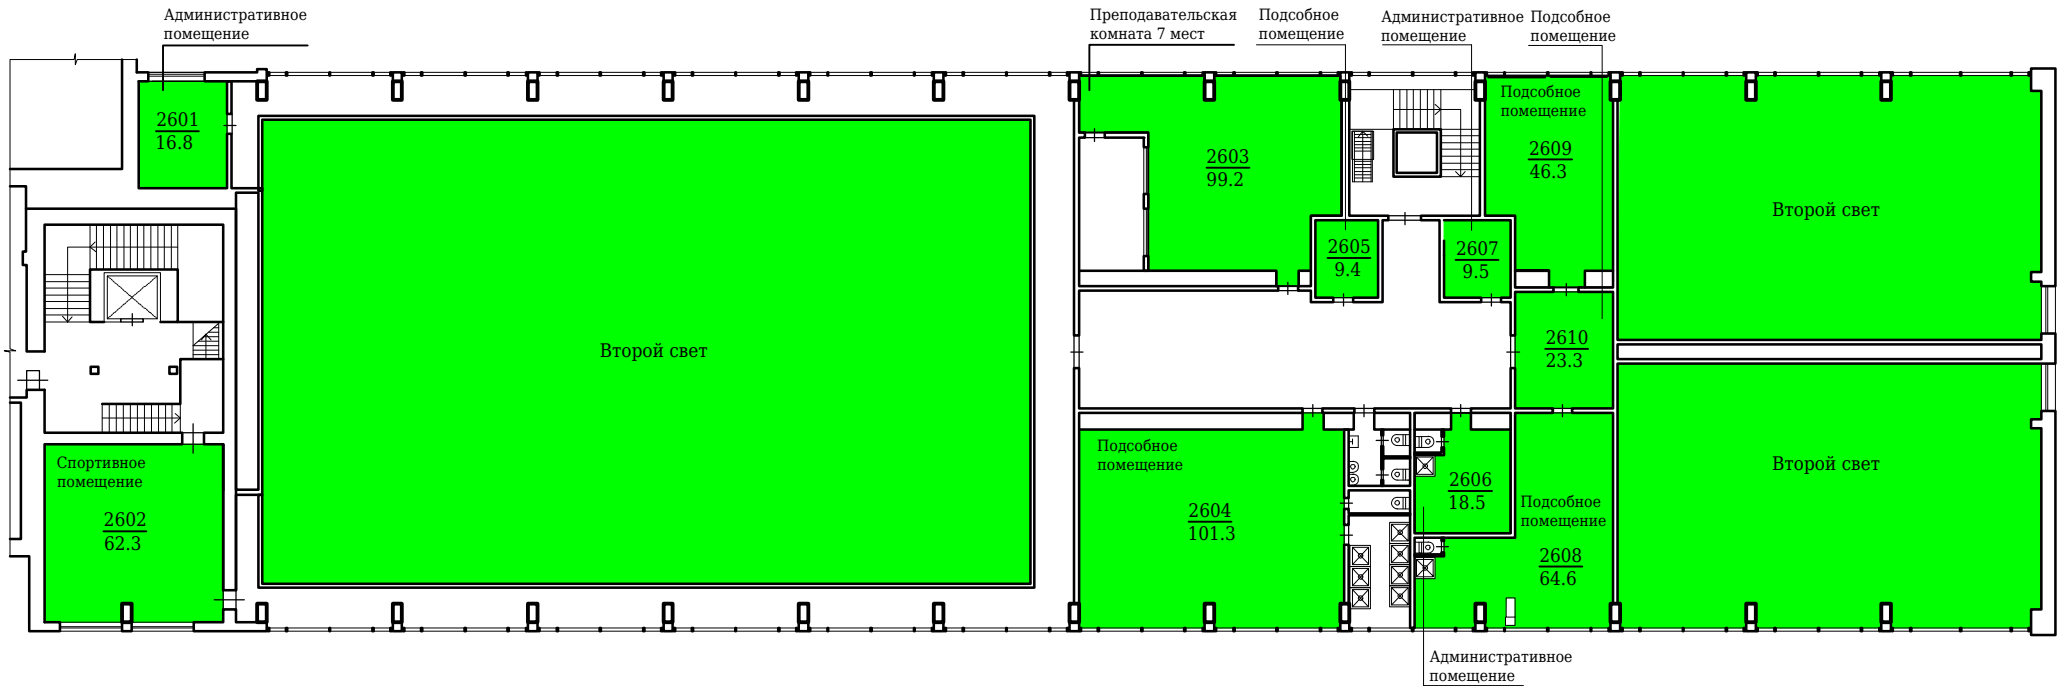 Административное
помещение
Преподавательская
комната 7 мест
Подсобное
помещение
Административное
помещение
Подсобное
помещение
2601
16.8
2603
99.2
Подсобное
помещение
2609
46.3
Второй свет
2605
9.4
2607
9.5
Второй свет
2610
23.3
Спортивное
помещение
2602
62.3
Подсобное
помещение
2604
101.3
2606
18.5
Подсобное
помещение
2608
64.6
Второй свет
Административное
помещение